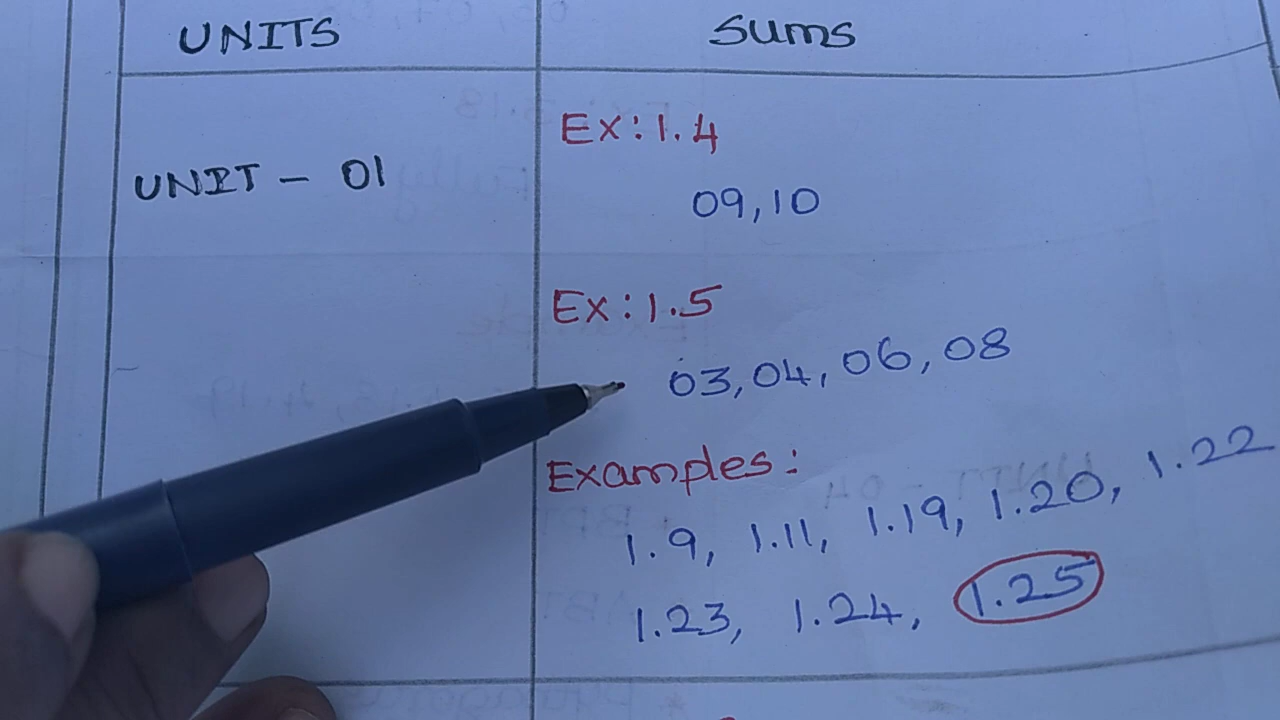 UNITS
Sums
UNIT - 01
Ex:1.4
09,10
Ex:1.5
03,04,06,08
Examples:
1.9, 1.11, 1.19, 1.20, 1.22
1.23, 1.24, 1.25